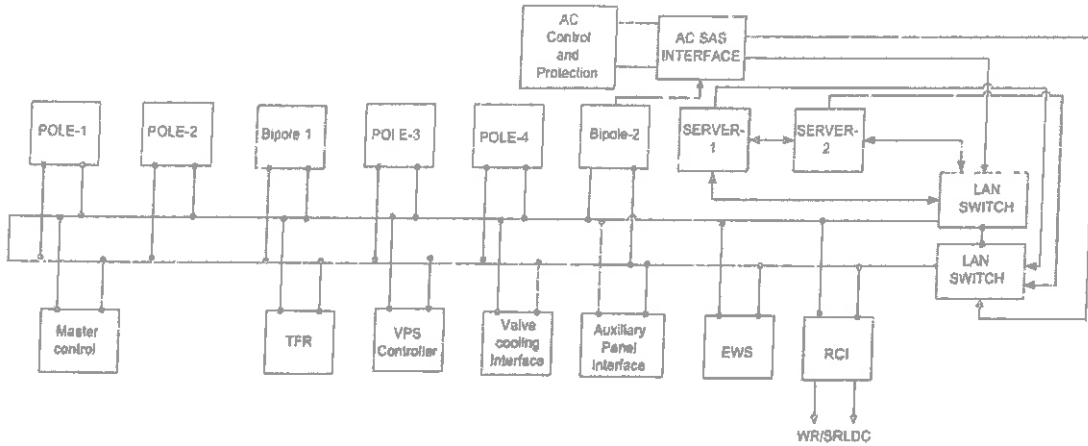 AC
Control
and
Protection
AC SAS
INTERFACE
POLE-1
POLE-2
Bipole 1
POLE-3
POLE-4
Bipole-2
SERVER-
1
SERVER-
2
LAN
SWITCH
LAN
SWITCH
Master
control
TFR
VPS
Controller
Valve
cooling
Interface
Auxiliary
Panel
Interface
EWS
RCI
WR/SRLDC